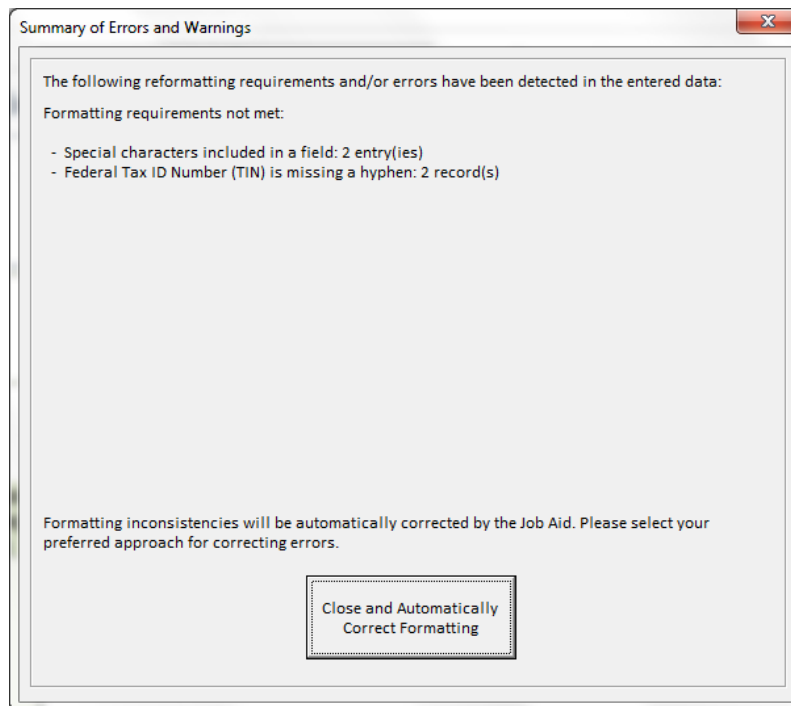 Summary of Errors and Warnings
The following reformatting requirements and/or errors have been detected in the entered data:
Formatting requirements not met:
- Special characters included in a field: 2 entry(ies)
- Federal Tax ID Number (TIN) is missing a hyphen: 2 record(s)
Formatting inconsistencies will be automatically corrected by the Job Aid. Please select your
preferred approach for correcting errors.
Close and Automatically
Correct Formatting